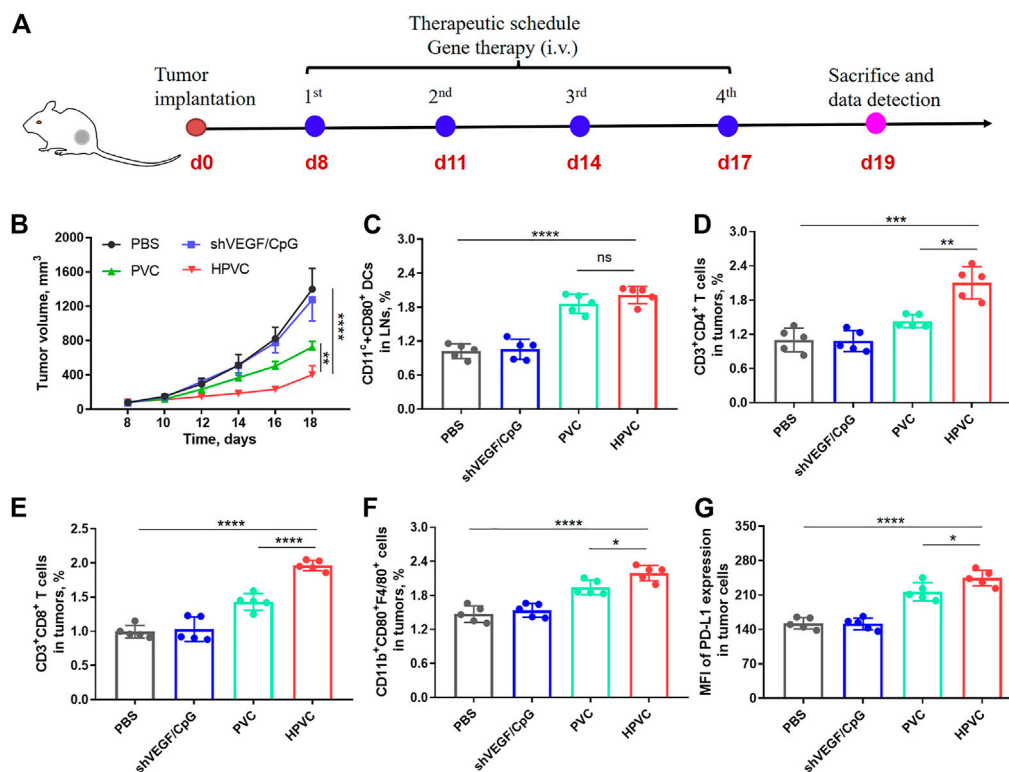 A
Therapeutic schedule
Gene therapy (i.v.)
Tumor
implantation
1st
2nd
3rd
4th
Sacrifice and
data detection
d0
d8
d11
d14
d17
d19
B
PBS
shVEGF/CpG
PVC
HPVC
Tumor volume, mm3
2000
1600
1200
800
400
0
8
10
12
14
16
18
Time, days
****
**
C
CD11c+CD80+ DCs
in LNs, %
3.0
2.4
1.8
1.2
0.6
0.0
****
ns
PBS
shVEGF/CpG
PVC
HPVC
D
CD3+CD4+ T cells
in tumors, %
3.0
2.4
1.8
1.2
0.6
0.0
***
**
PBS
shVEGF/CpG
PVC
HPVC
E
CD3+CD8+ T cells
in tumors, %
2.5
2.0
1.5
1.0
0.5
0.0
****
****
PBS
shVEGF/CpG
PVC
HPVC
F
CD11b+CD80+F4/80+ cells
in tumors, %
3.0
2.4
1.8
1.2
0.6
0.0
****
*
PBS
shVEGF/CpG
PVC
HPVC
G
MFI of PD-L1 expression
in tumor cells
350
280
210
140
70
0
****
*
PBS
shVEGF/CpG
PVC
HPVC